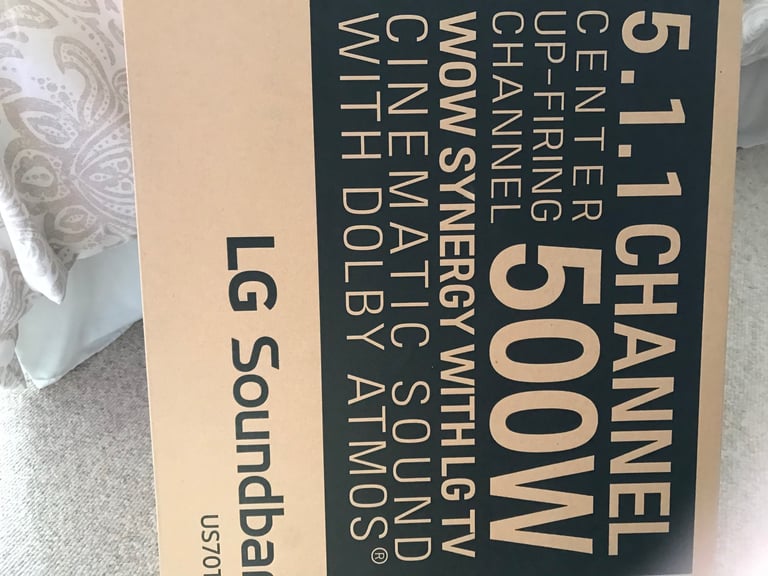 5.1.1 CHANNEL
CENTER
UP-FIRING
CHANNEL
500W
WOW SYNERGY WITH LG TV
CINEMATIC SOUND
WITH DOLBY ATMOS®
LG Soundbar
US70T